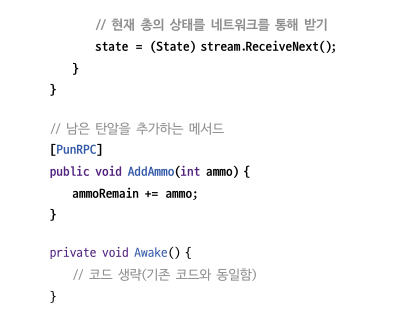 // 현재 총의 상태를 네트워크를 통해 받기
state = (State) stream.ReceiveNext();
}
}
// 남은 탄알을 추가하는 메서드
[PunRPC]
public void AddAmmo(int ammo) {
ammoRemain += ammo;
}
private void Awake() {
// 코드 생략(기존 코드와 동일함)
}